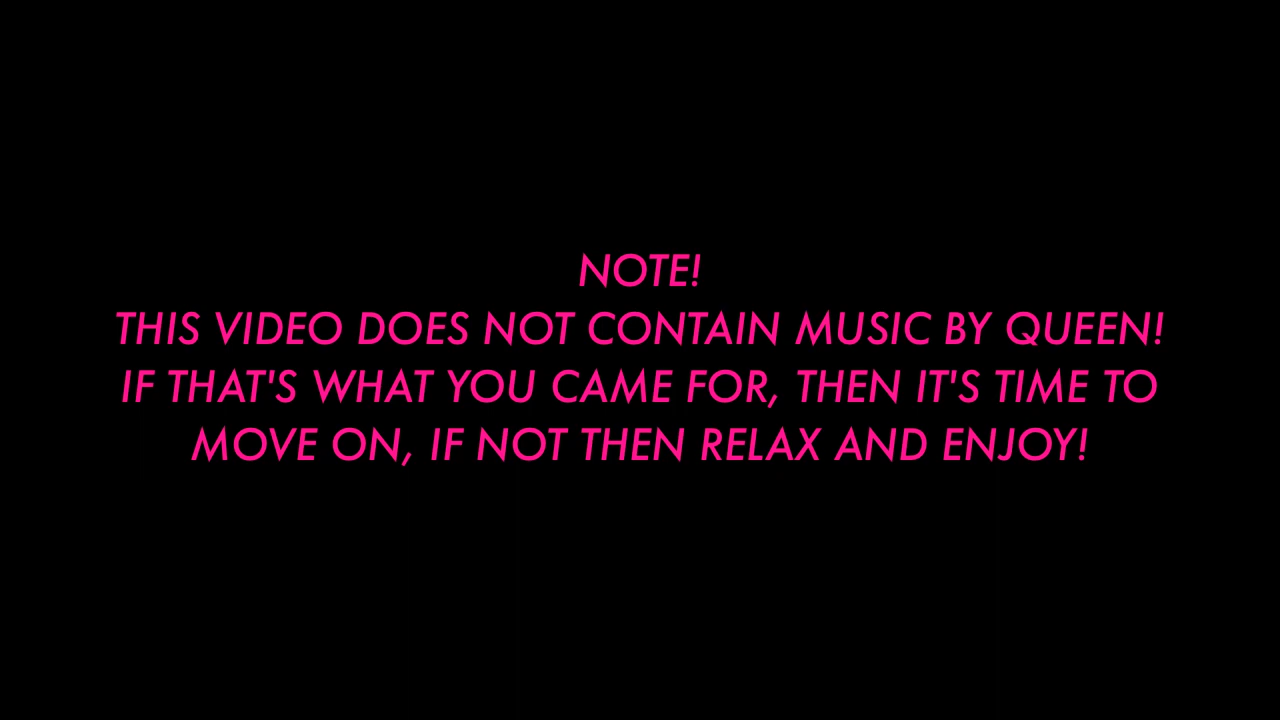 NOTE!
THIS VIDEO DOES NOT CONTAIN MUSIC BY QUEEN!
IF THAT'S WHAT YOU CAME FOR, THEN IT'S TIME TO
MOVE ON, IF NOT THEN RELAX AND ENJOY!